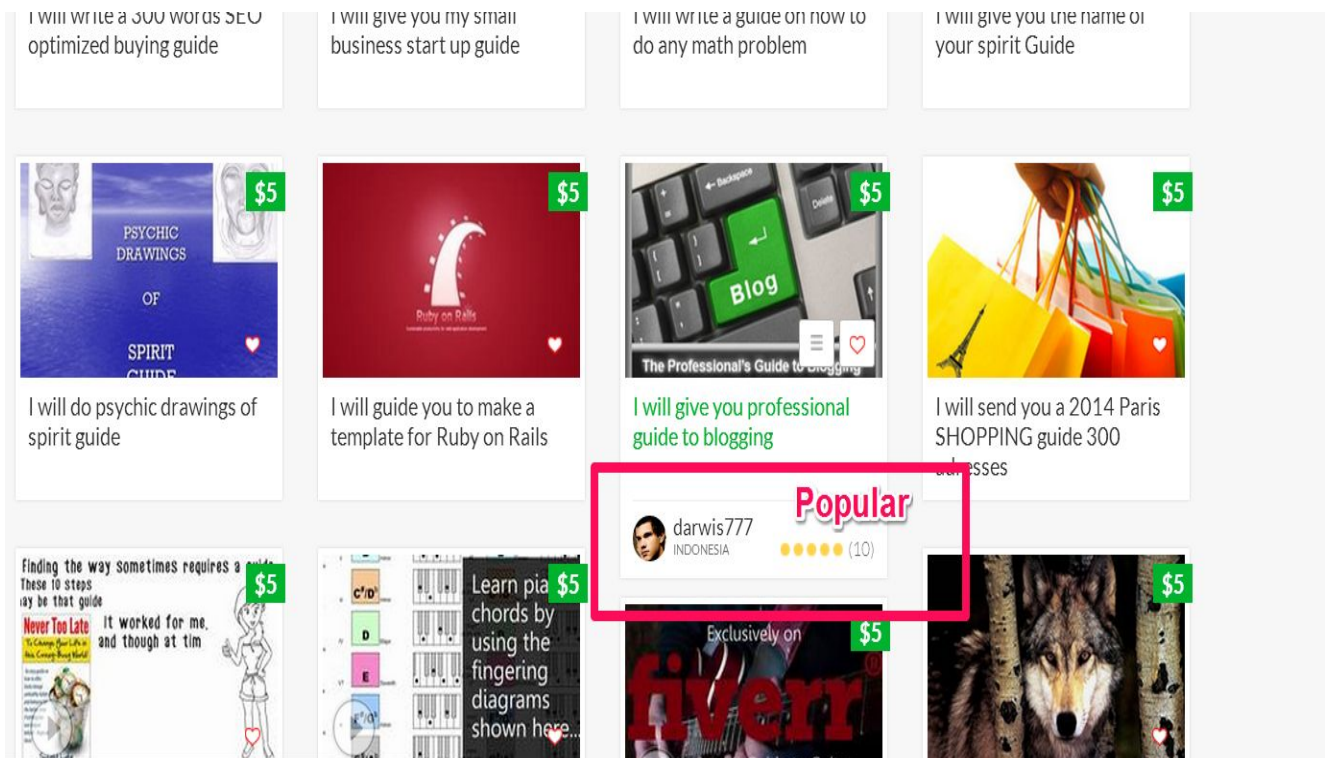 I will write a 300 words SEO
optimized buying guide
I will give you my small
business start up guide
I will write a guide on how to
do any math problem
I will give you the name of
your spirit Guide
$5
PSYCHIC
DRAWINGS
OF
SPIRIT
GUIDE
I will do psychic drawings of
spirit guide
$5
Ruby on Rails
I will guide you to make a
template for Ruby on Rails
$5
← Backspace
Delete
Blog
The Professional's Guide to Blogging
I will give you professional
guide to blogging
$5
I will send you a 2014 Paris
SHOPPING guide 300
adresses
Popular
darwis777
INDONESIA
(10)
Finding the way sometimes requires a
These 10 steps
may be that guide
$5
Never Too Late
It worked for me,
and though at tim
C#/Db
D
E
Learn pia
$5
chords by
using the
fingering
diagrams
shown here...
Exclusively on
$5
fiverr®
$5